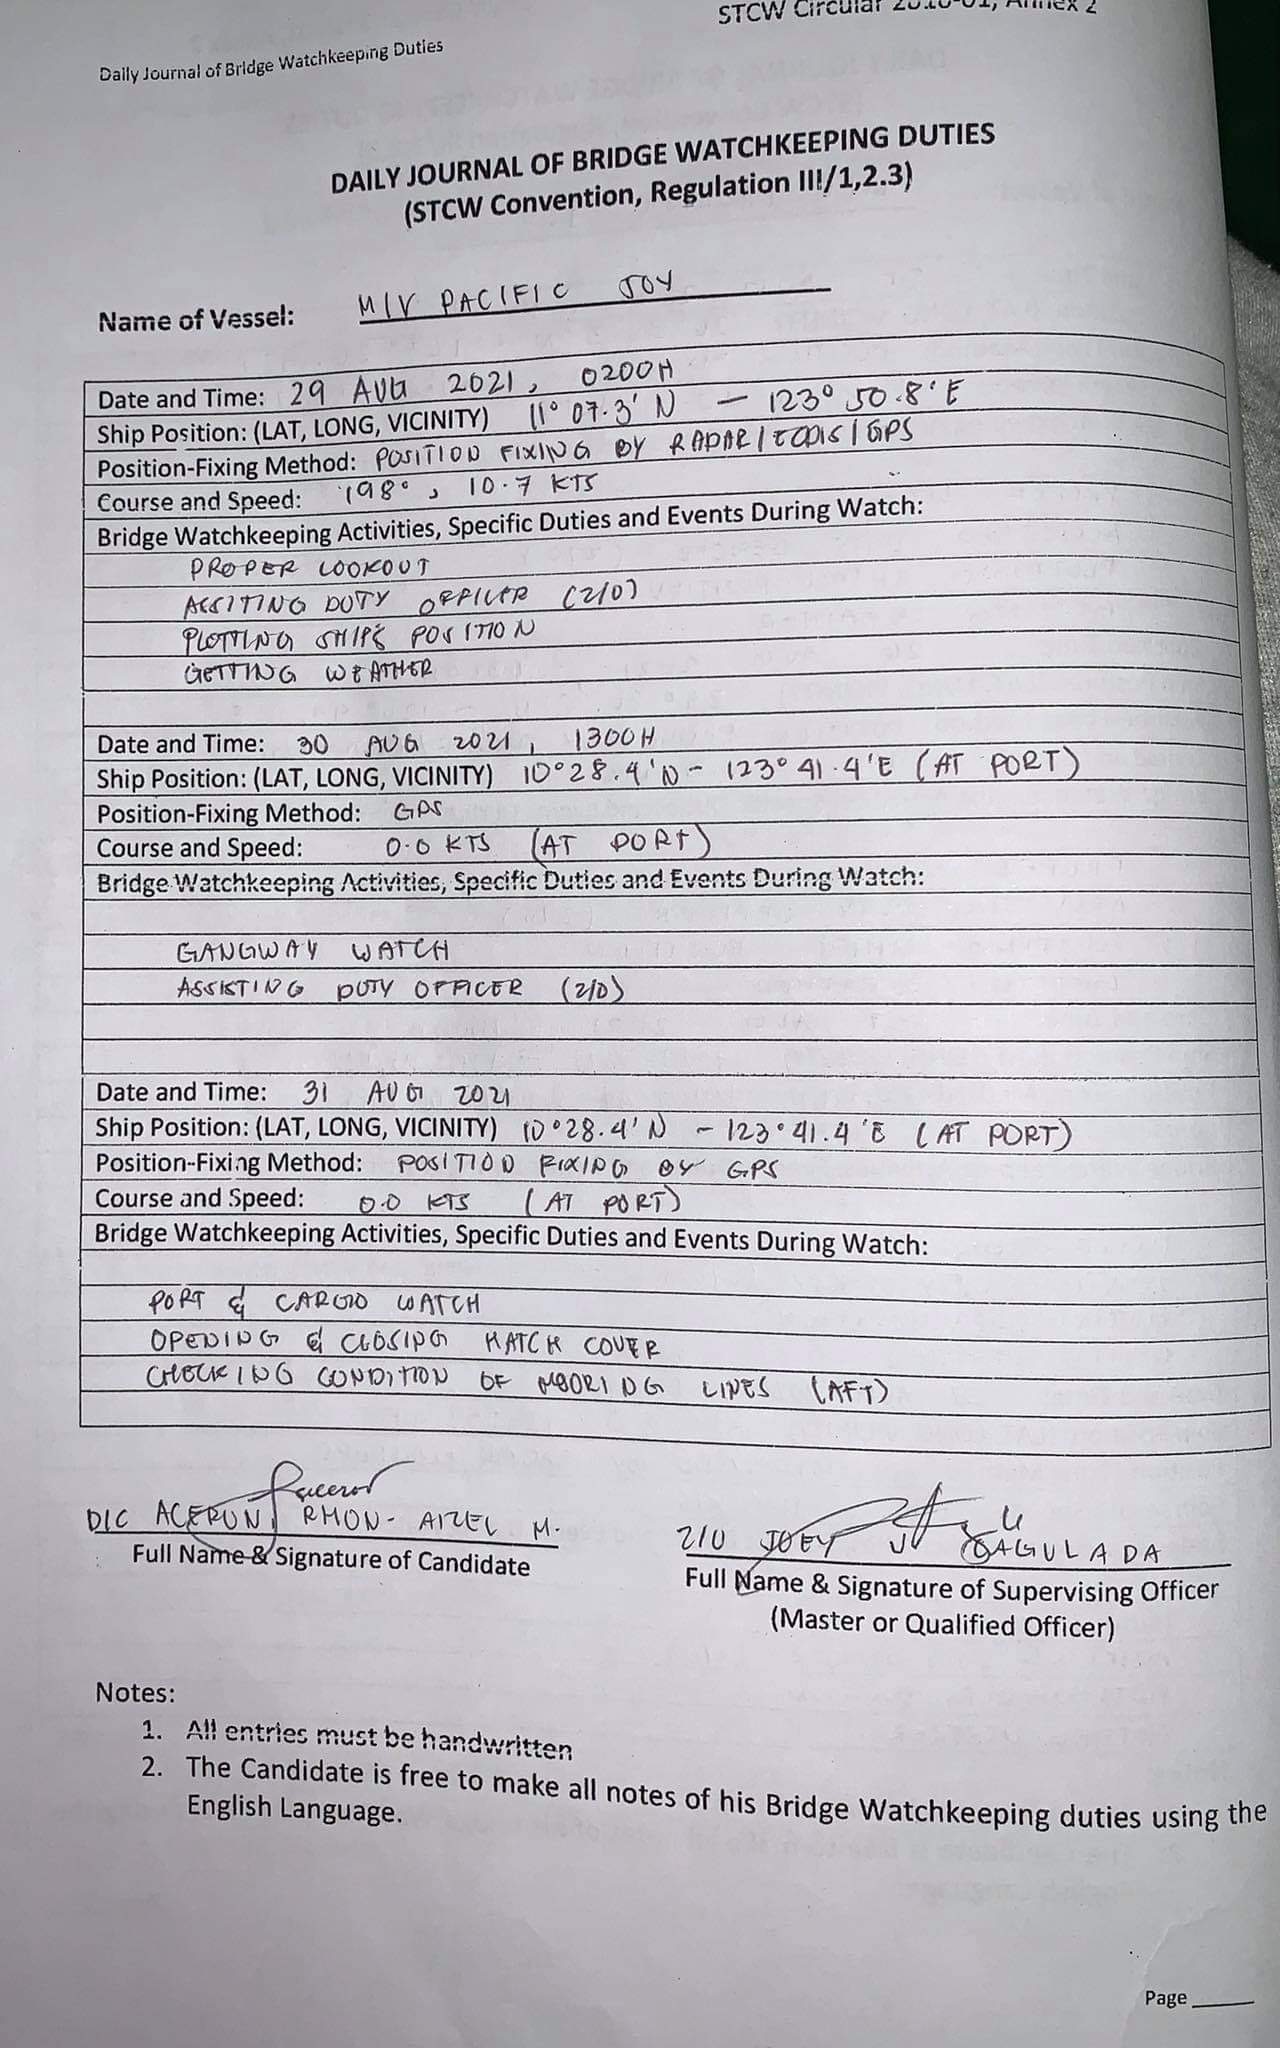 STCW Circular Annex 2
Daily Journal of Bridge Watchkeeping Duties
DAILY JOURNAL OF BRIDGE WATCHKEEPING DUTIES
(STCW Convention, Regulation III/1,2.3)
Name of Vessel: M/V PACIFIC JOY
Date and Time: 29 AUG 2021, 0200H
Ship Position: (LAT, LONG, VICINITY) 11° 07.3' N - 123° 50.8' E
Position-Fixing Method: POSITION FIXING BY RADAR/ECDIS/GPS
Course and Speed: 198°, 10.7 KTS
Bridge Watchkeeping Activities, Specific Duties and Events During Watch:
PROPER LOOKOUT
ASSITING DUTY OFFICER (2/O)
PLOTTING SHIP'S POSITION
GETTING WEATHER
Date and Time: 30 AUG 2021, 1300H
Ship Position: (LAT, LONG, VICINITY) 10°28.4'N - 123° 41.4'E (AT PORT)
Position-Fixing Method: GPS
Course and Speed: 0.0 KTS (AT PORT)
Bridge Watchkeeping Activities, Specific Duties and Events During Watch:
GANGWAY WATCH
ASSISTING DUTY OFFICER (2/O)
Date and Time: 31 AUG 2021
Ship Position: (LAT, LONG, VICINITY) 10°28.4'N - 123°41.4'E (AT PORT)
Position-Fixing Method: POSITION FIXING BY GPS
Course and Speed: 0.0 KTS (AT PORT)
Bridge Watchkeeping Activities, Specific Duties and Events During Watch:
PORT & CARGO WATCH
OPENING & CLOSING HATCH COVER
CHECKING CONDITION OF MOORING LINES (AFT)
D/C ACERON, RHON-AIZEL M.
Full Name & Signature of Candidate
2/O JOEY DAGULADA
Full Name & Signature of Supervising Officer
(Master or Qualified Officer)
Notes:
1. All entries must be handwritten
2. The Candidate is free to make all notes of his Bridge Watchkeeping duties using the
English Language.
Page